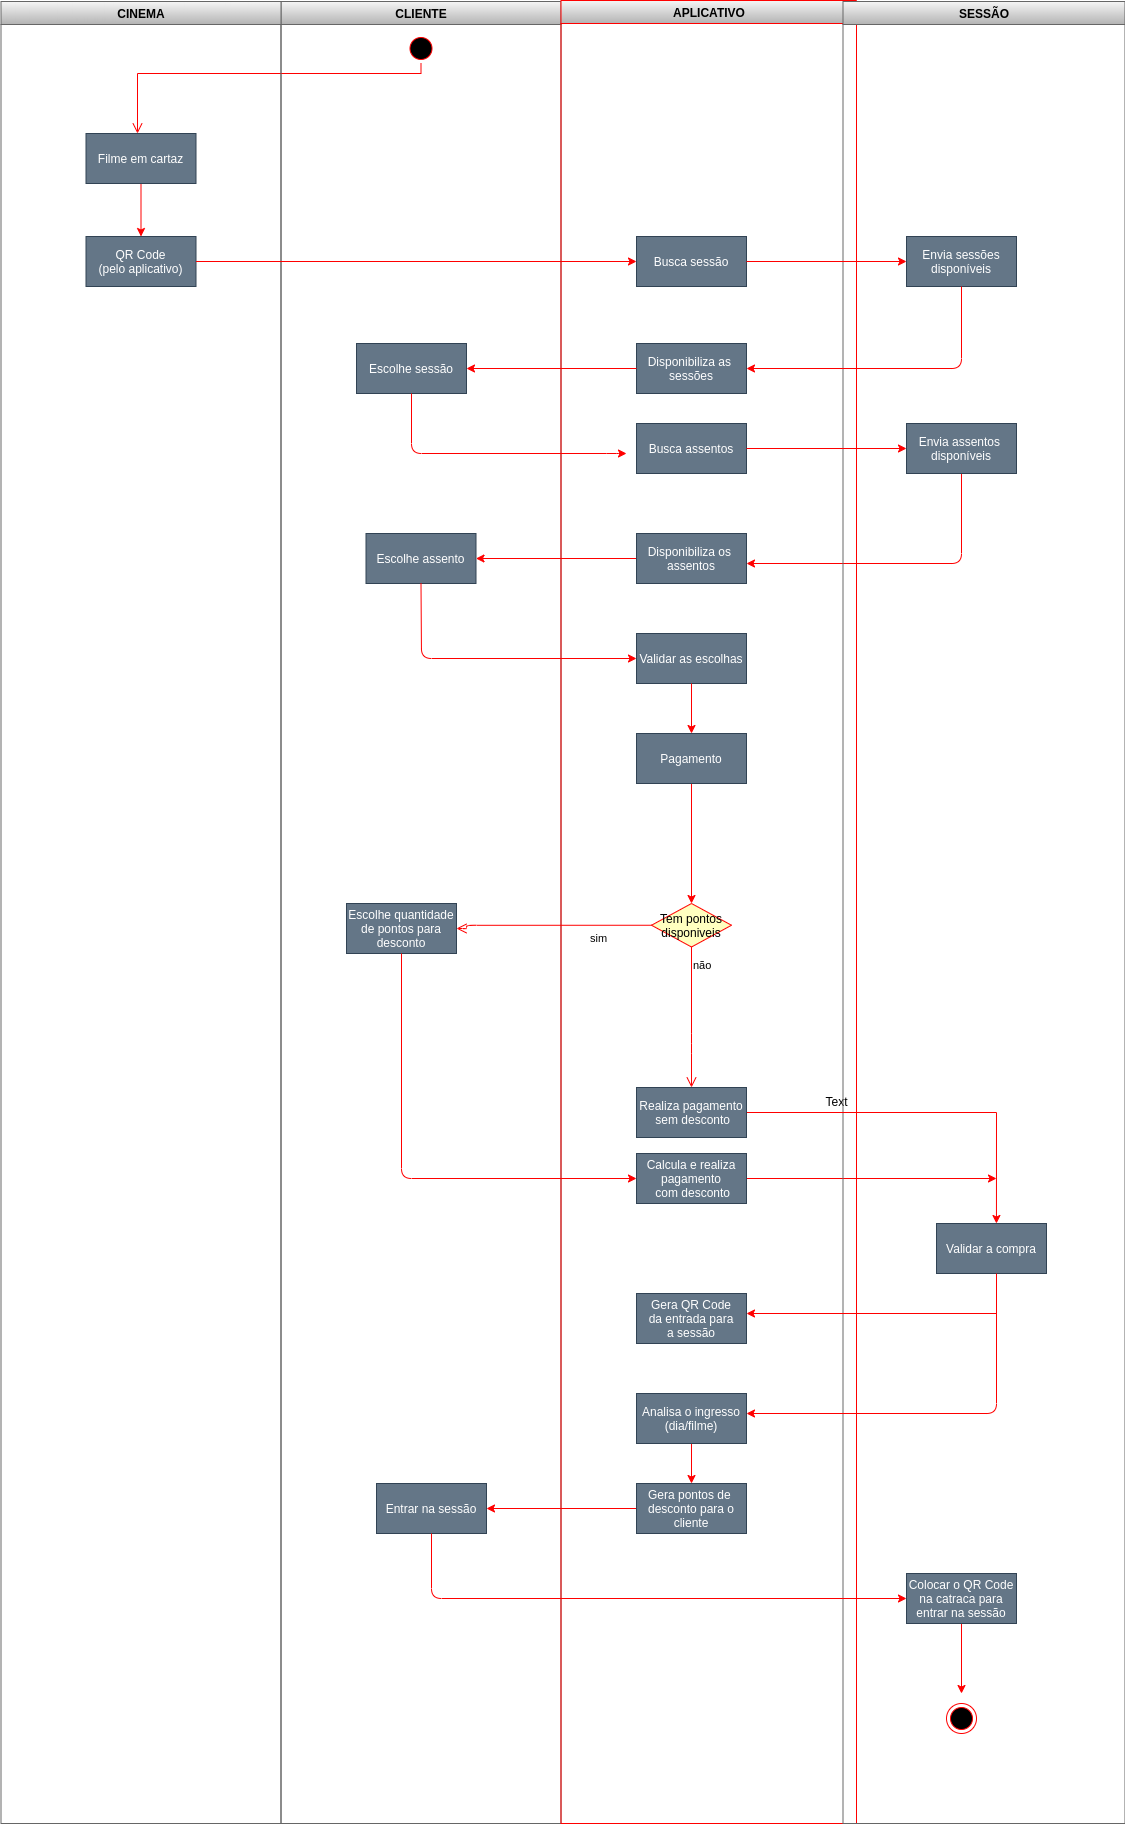 CINEMA
CLIENTE
APLICATIVO
SESSÃO
Filme em cartaz
QR Code
(pelo aplicativo)
Busca sessão
Envia sessões
disponíveis
Escolhe sessão
Disponibiliza as
sessões
Busca assentos
Envia assentos
disponíveis
Escolhe assento
Disponibiliza os
assentos
Validar as escolhas
Pagamento
Escolhe quantidade
de pontos para
desconto
Tem pontos
disponiveis
sim
não
Realiza pagamento
sem desconto
Text
Calcula e realiza
pagamento
com desconto
Validar a compra
Gera QR Code
da entrada para
a sessão
Analisa o ingresso
(dia/filme)
Entrar na sessão
Gera pontos de
desconto para o
cliente
Colocar o QR Code
na catraca para
entrar na sessão